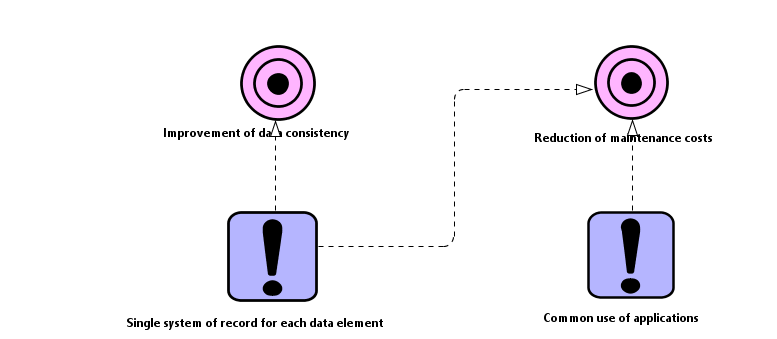 Improvement of data consistency
Reduction of maintenance costs
Single system of record for each data element
Common use of applications